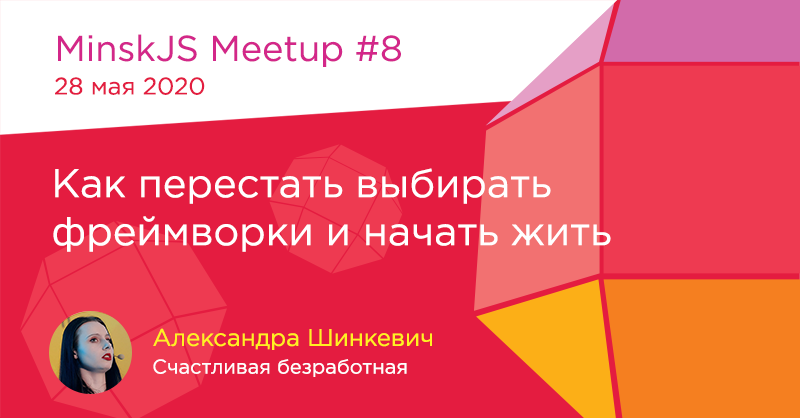 MinskJS Meetup #8
28 мая 2020
Как перестать выбирать
фреймворки и начать жить
Александра Шинкевич
Счастливая безработная